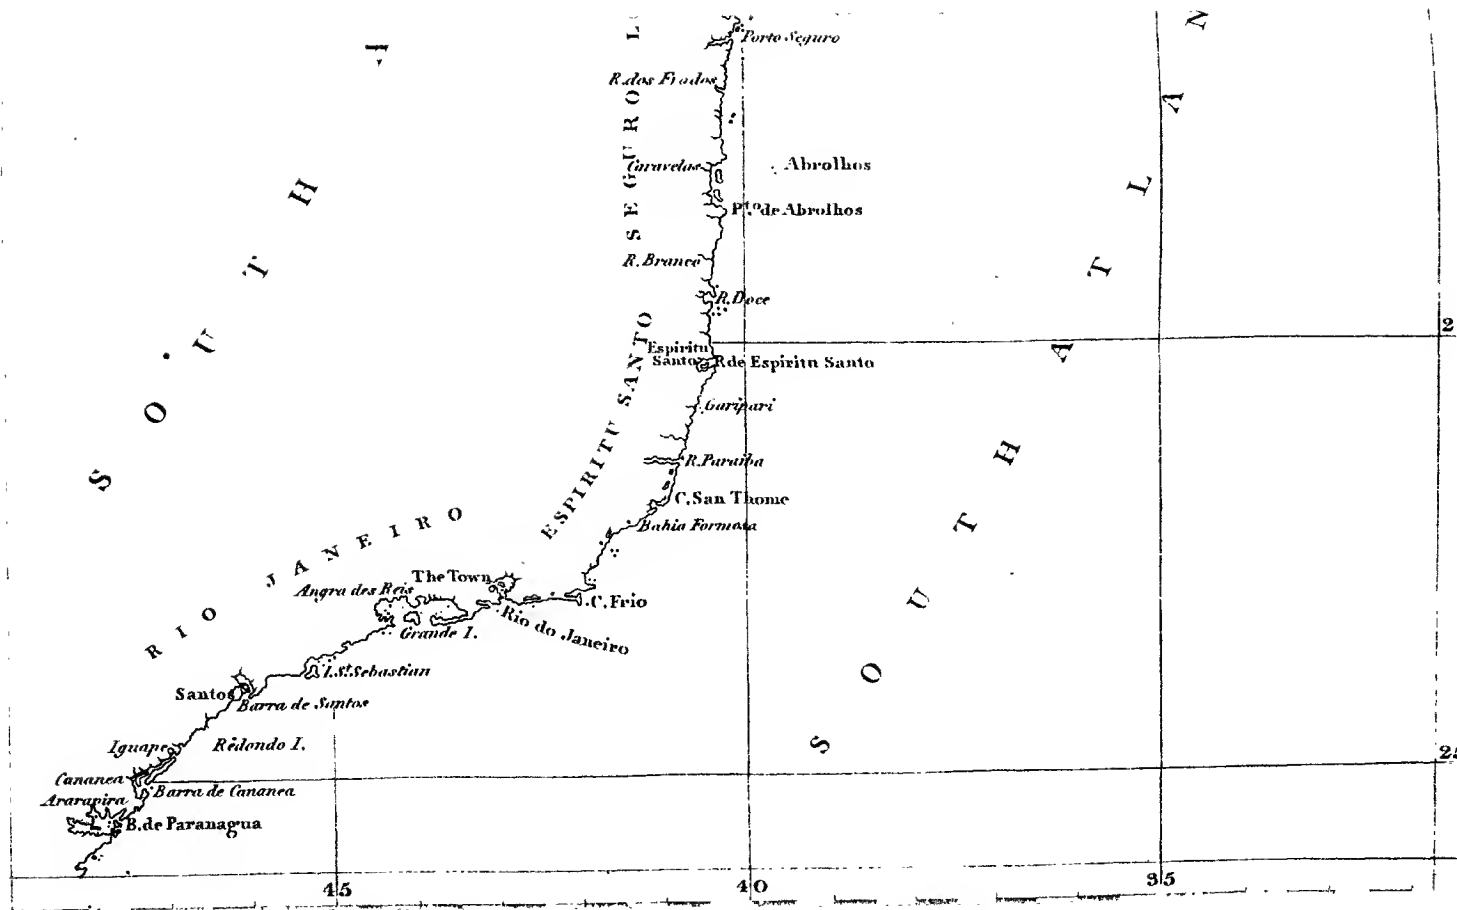 Porto Seguro
R. dos Frados
SEGURO
Caravelas
Abrolhos
Pto. de Abrolhos
R. Branco
R. Doce
2
Espiritu
Santo
R de Espiritu Santo
Garipari
ESPIRITU SANTO
R. Paraiba
C. San Thome
Bahia Formosa
RIO JANEIRO
The Town
Angra des Reis
C. Frio
Rio do Janeiro
Grande I.
I. St. Sebastian
Santos
Barra de Santos
Iguape
Redondo I.
Cananea
Barra de Cananea
Ararapira
B. de Paranagua
SOUTH
SOUTH ATLAN
25
45
40
35